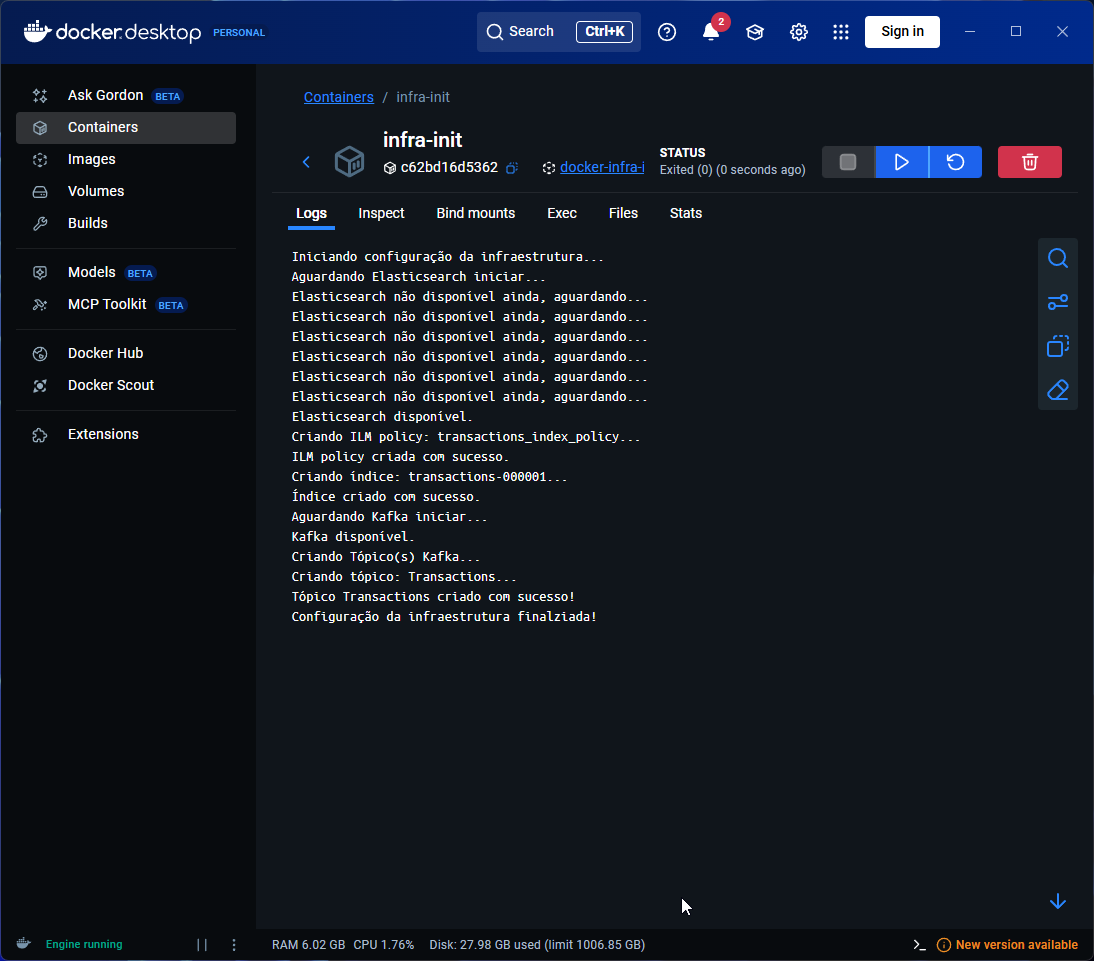 docker.desktop PERSONAL
Search Ctrl+K
2
Sign in
Ask Gordon BETA
Containers
Images
Volumes
Builds
Models BETA
MCP Toolkit BETA
Docker Hub
Docker Scout
Extensions
Containers / infra-init
infra-init
c62bd16d5362
docker-infra-i
STATUS
Exited (0) (0 seconds ago)
Logs Inspect Bind mounts Exec Files Stats
Iniciando configuração da infraestrutura...
Aguardando Elasticsearch iniciar...
Elasticsearch não disponível ainda, aguardando...
Elasticsearch não disponível ainda, aguardando...
Elasticsearch não disponível ainda, aguardando...
Elasticsearch não disponível ainda, aguardando...
Elasticsearch não disponível ainda, aguardando...
Elasticsearch não disponível ainda, aguardando...
Elasticsearch disponível.
Criando ILM policy: transactions_index_policy...
ILM policy criada com sucesso.
Criando índice: transactions-000001...
Índice criado com sucesso.
Aguardando Kafka iniciar...
Kafka disponível.
Criando Tópico(s) Kafka...
Criando tópico: Transactions...
Tópico Transactions criado com sucesso!
Configuração da infraestrutura finalziada!
Engine running
RAM 6.02 GB CPU 1.76% Disk: 27.98 GB used (limit 1006.85 GB)
New version available